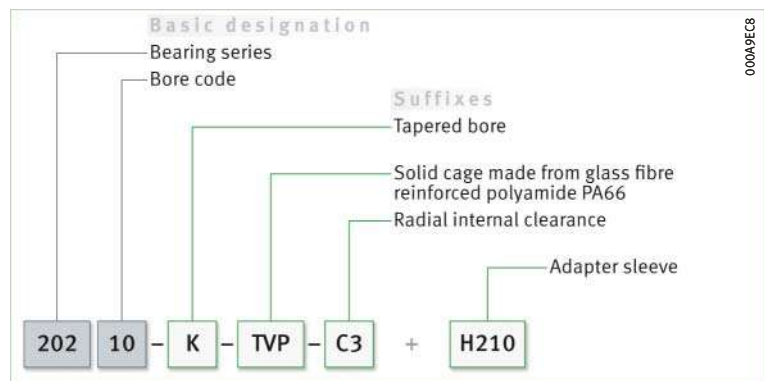 Basic designation
Bearing series
Bore code
Suffixes
Tapered bore
Solid cage made from glass fibre
reinforced polyamide PA66
Radial internal clearance
Adapter sleeve
202 10 – K – TVP – C3 + H210
000A9EC8